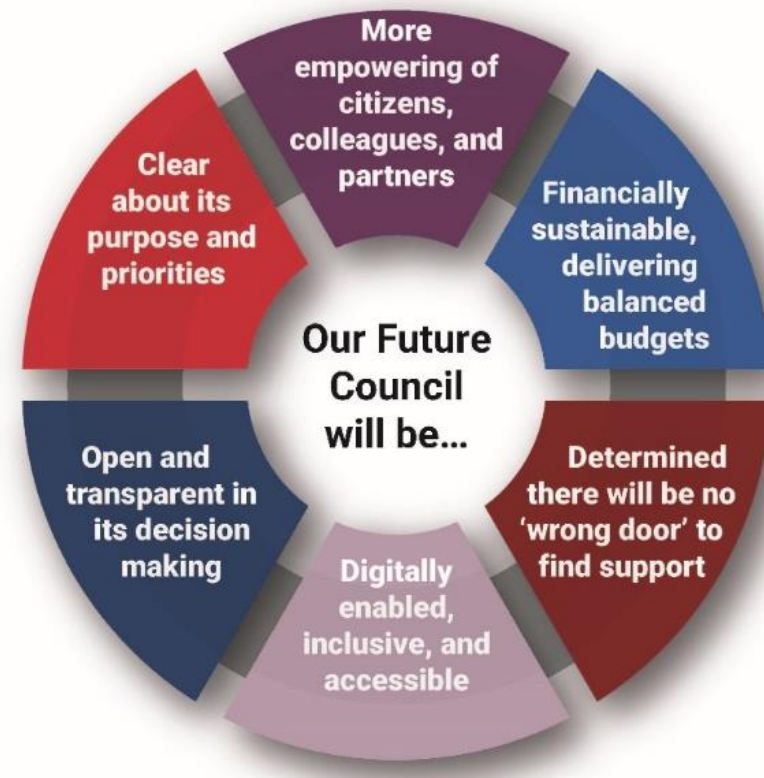 More
empowering of
citizens,
colleagues, and
partners
Financially
sustainable,
delivering
balanced
budgets
Determined
there will be no
‘wrong door’ to
find support
Digitally
enabled,
inclusive, and
accessible
Open and
transparent in
its decision
making
Clear
about its
purpose and
priorities
Our Future
Council
will be...